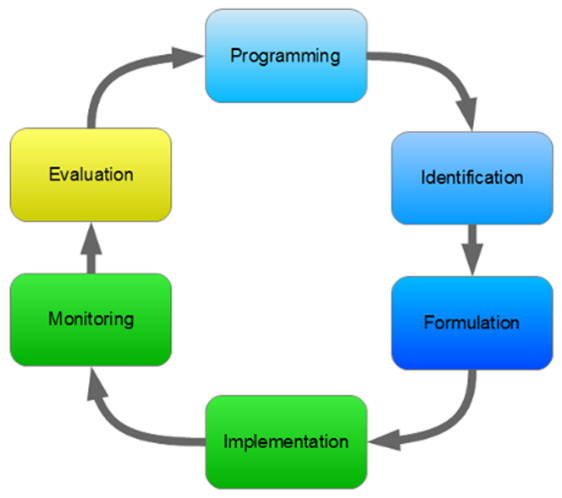 Programming
Identification
Formulation
Implementation
Monitoring
Evaluation